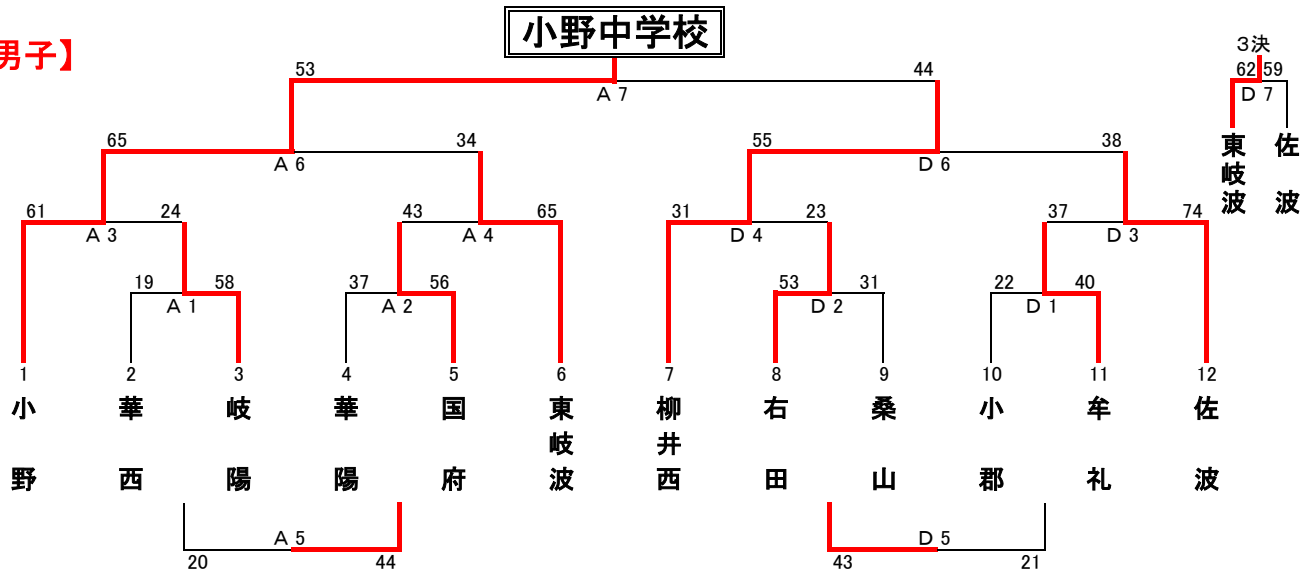 小野中学校
男子】
3決
53
44
62
59
A 7
D 7
東岐波
佐波
65
34
55
38
A 6
D 6
61
24
43
65
31
23
37
74
A 3
A 4
D 4
D 3
19
58
37
56
53
31
22
40
A 1
A 2
D 2
D 1
1
2
3
4
5
6
7
8
9
10
11
12
小野
華西
岐陽
華陽
国府
東岐波
柳井西
右田
桑山
小郡
牟礼
佐波
A 5
D 5
20
44
43
21